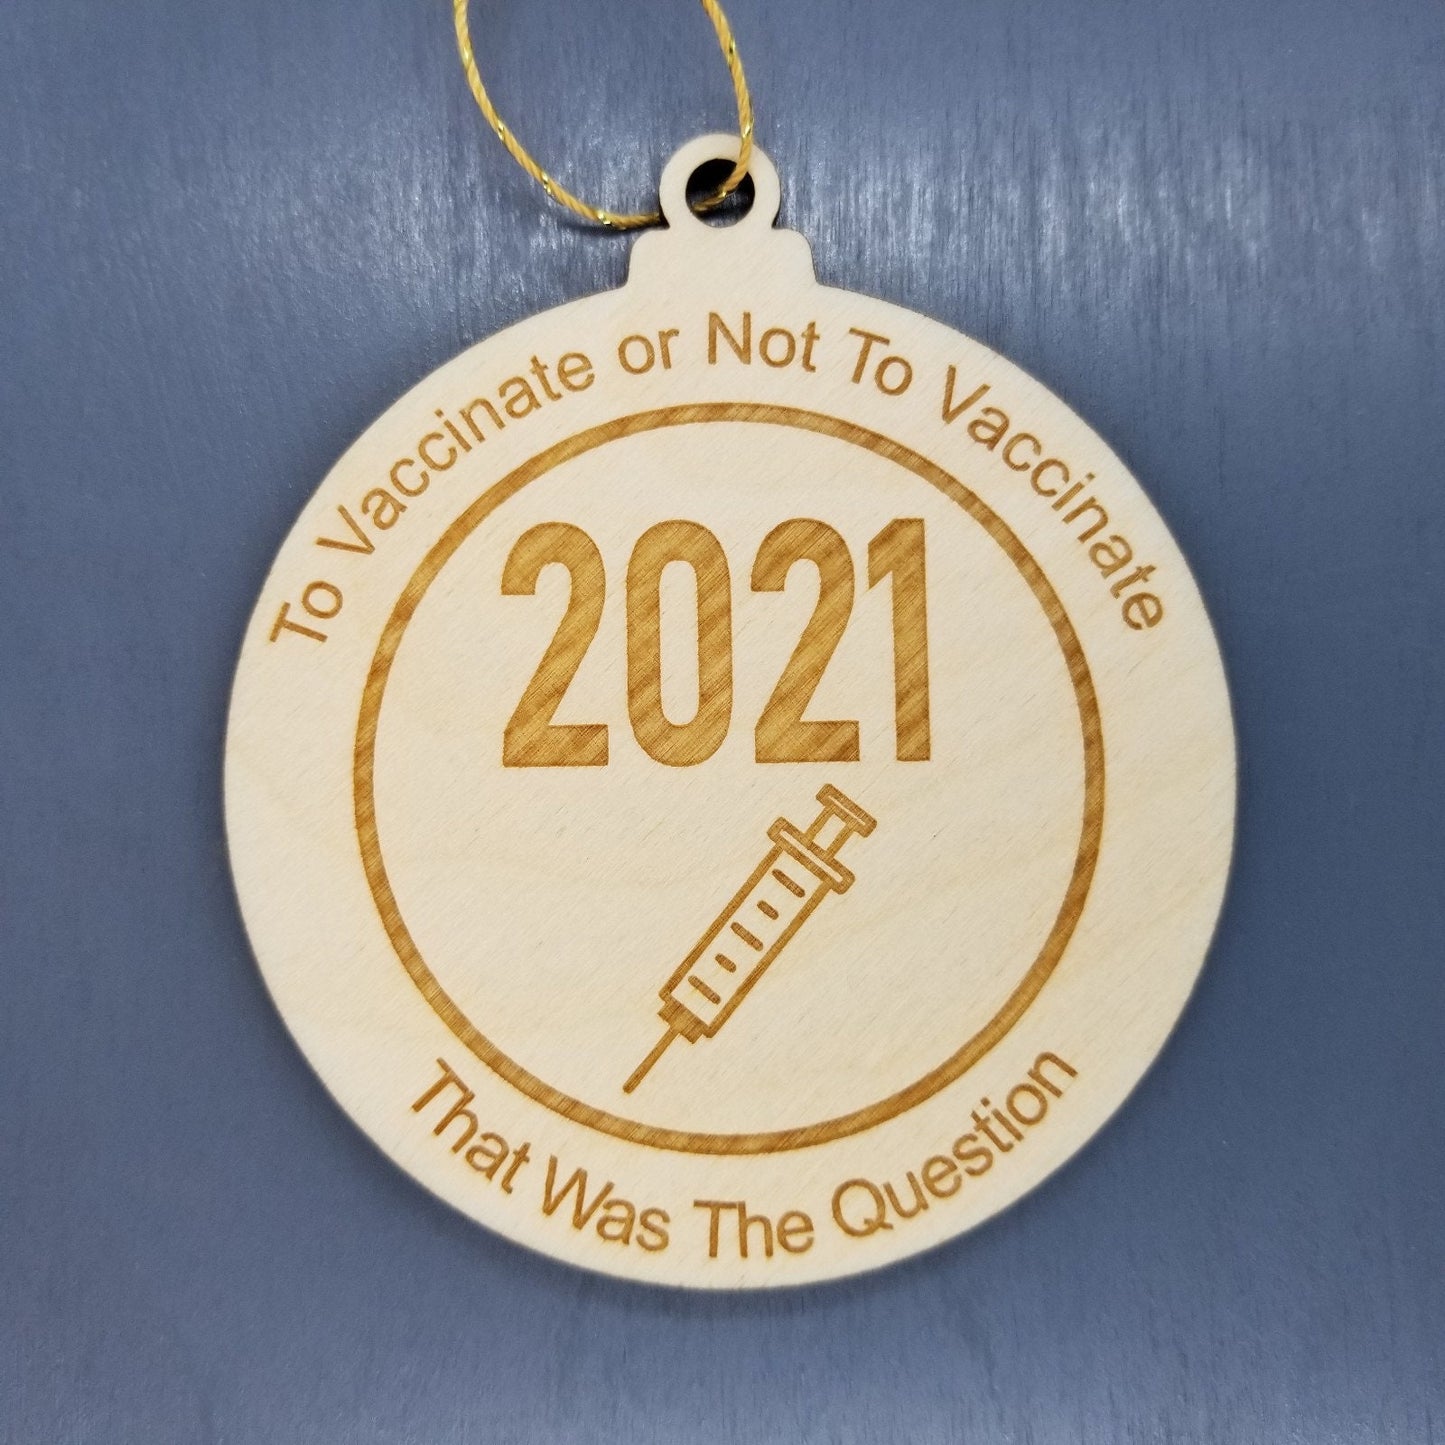 To Vaccinate or Not To Vaccinate
2021
That Was The Question